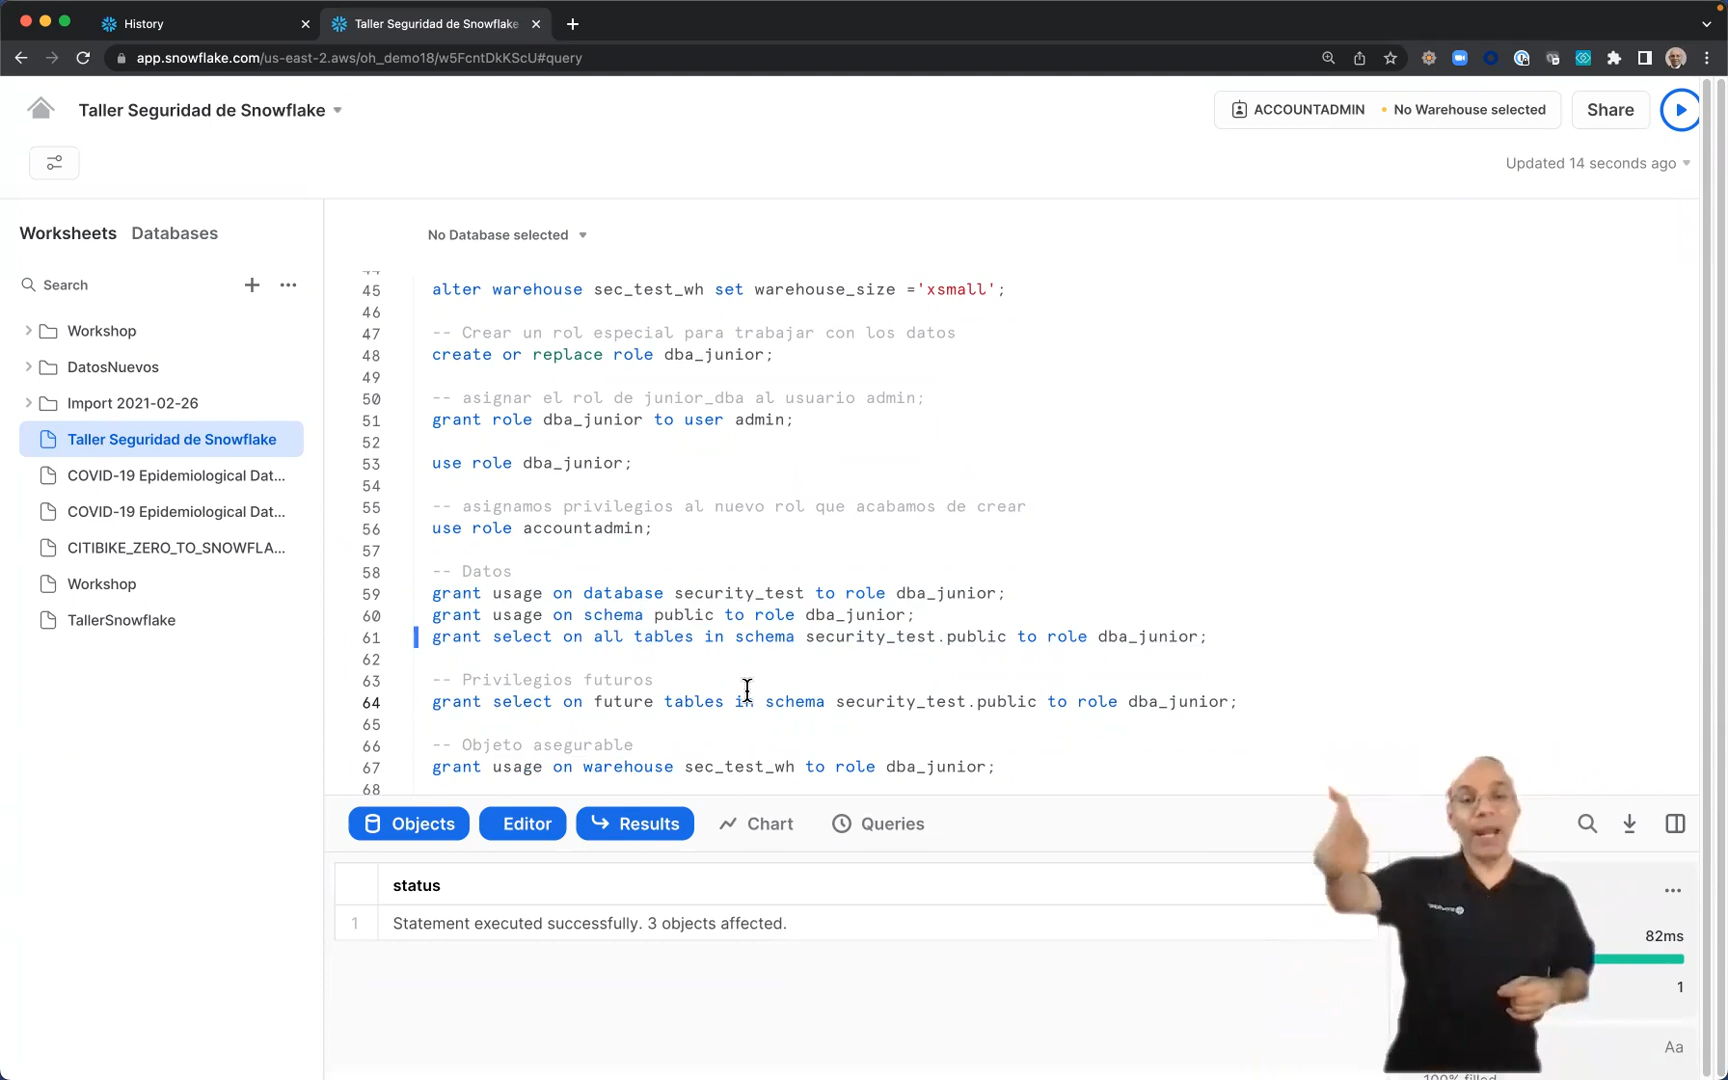 History
Taller Seguridad de Snowflake
app.snowflake.com/us-east-2.aws/oh_demo18/w5FcntDkKScU#query
Taller Seguridad de Snowflake
ACCOUNTADMIN
No Warehouse selected
Share
Updated 14 seconds ago
Worksheets
Databases
Search
Workshop
DatosNuevos
Import 2021-02-26
Taller Seguridad de Snowflake
COVID-19 Epidemiological Dat...
COVID-19 Epidemiological Dat...
CITIBIKE_ZERO_TO_SNOWFLA...
Workshop
TallerSnowflake
No Database selected
44
45 alter warehouse sec_test_wh set warehouse_size ='xsmall';
46
47 -- Crear un rol especial para trabajar con los datos
48 create or replace role dba_junior;
49
50 -- asignar el rol de junior_dba al usuario admin;
51 grant role dba_junior to user admin;
52
53 use role dba_junior;
54
55 -- asignamos privilegios al nuevo rol que acabamos de crear
56 use role accountadmin;
57
58 -- Datos
59 grant usage on database security_test to role dba_junior;
60 grant usage on schema public to role dba_junior;
61 grant select on all tables in schema security_test.public to role dba_junior;
62
63 -- Privilegios futuros
64 grant select on future tables in schema security_test.public to role dba_junior;
65
66 -- Objeto asegurable
67 grant usage on warehouse sec_test_wh to role dba_junior;
68
Objects
Editor
Results
Chart
Queries
status
1 Statement executed successfully. 3 objects affected.
82ms
1
Aa
100% filled